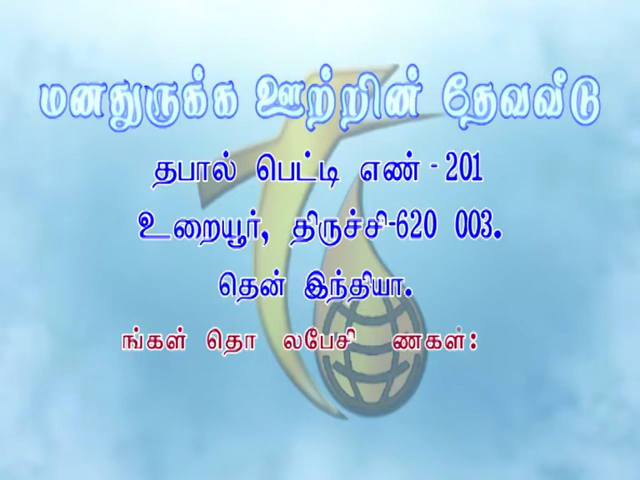 மனதுருக்க ஊற்றின் தேவவீடு
தபால் பெட்டி எண் - 201
உறையூர், திருச்சி-620 003.
தென் இந்தியா.
ங்கள் தொ லபேசி ணகள்: